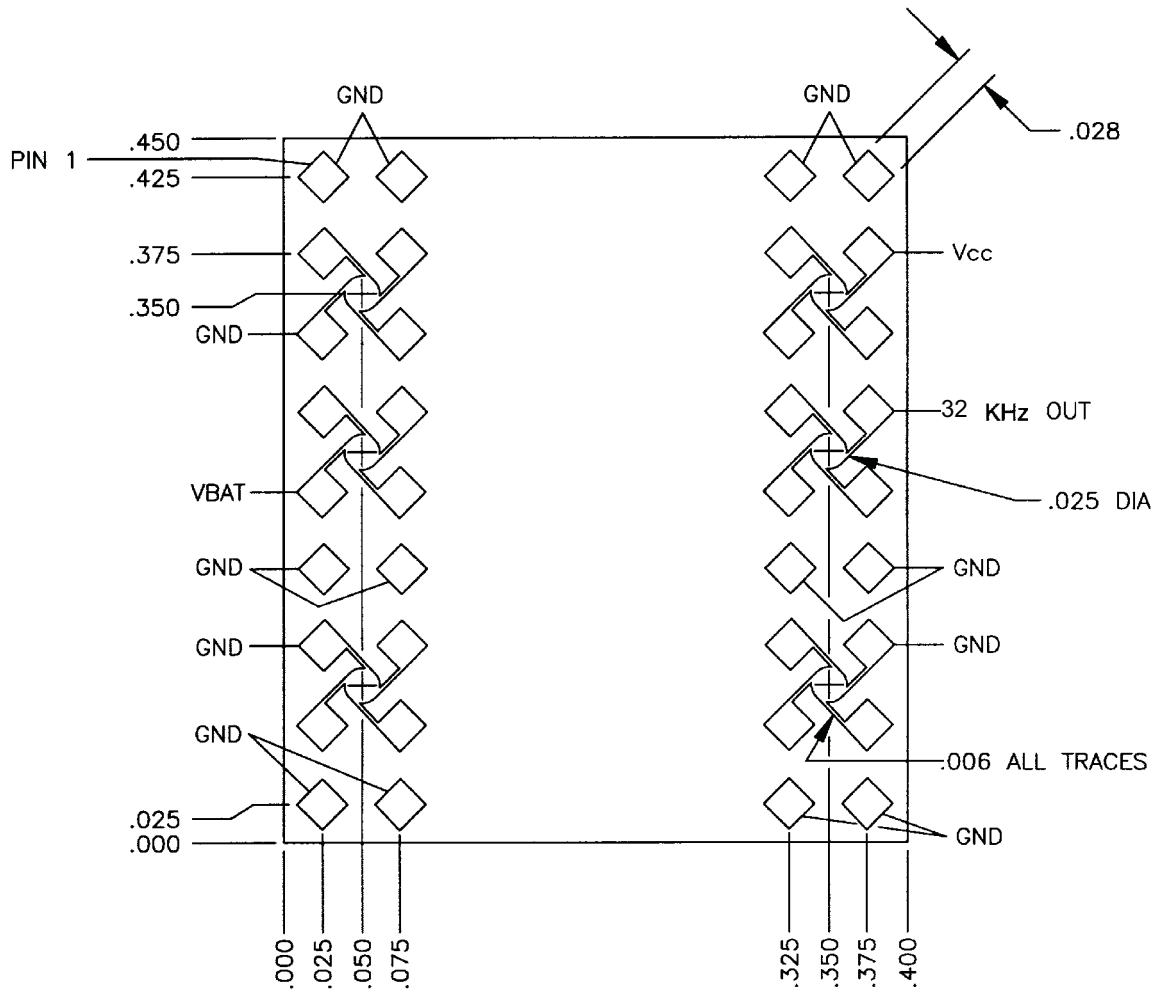 GND
GND
.028
.450
PIN 1
.425
.375
Vcc
.350
GND
32 KHz OUT
VBAT
.025 DIA
GND
GND
GND
GND
GND
.006 ALL TRACES
.025
.000
GND
.000
.025
.050
.075
.325
.350
.375
.400